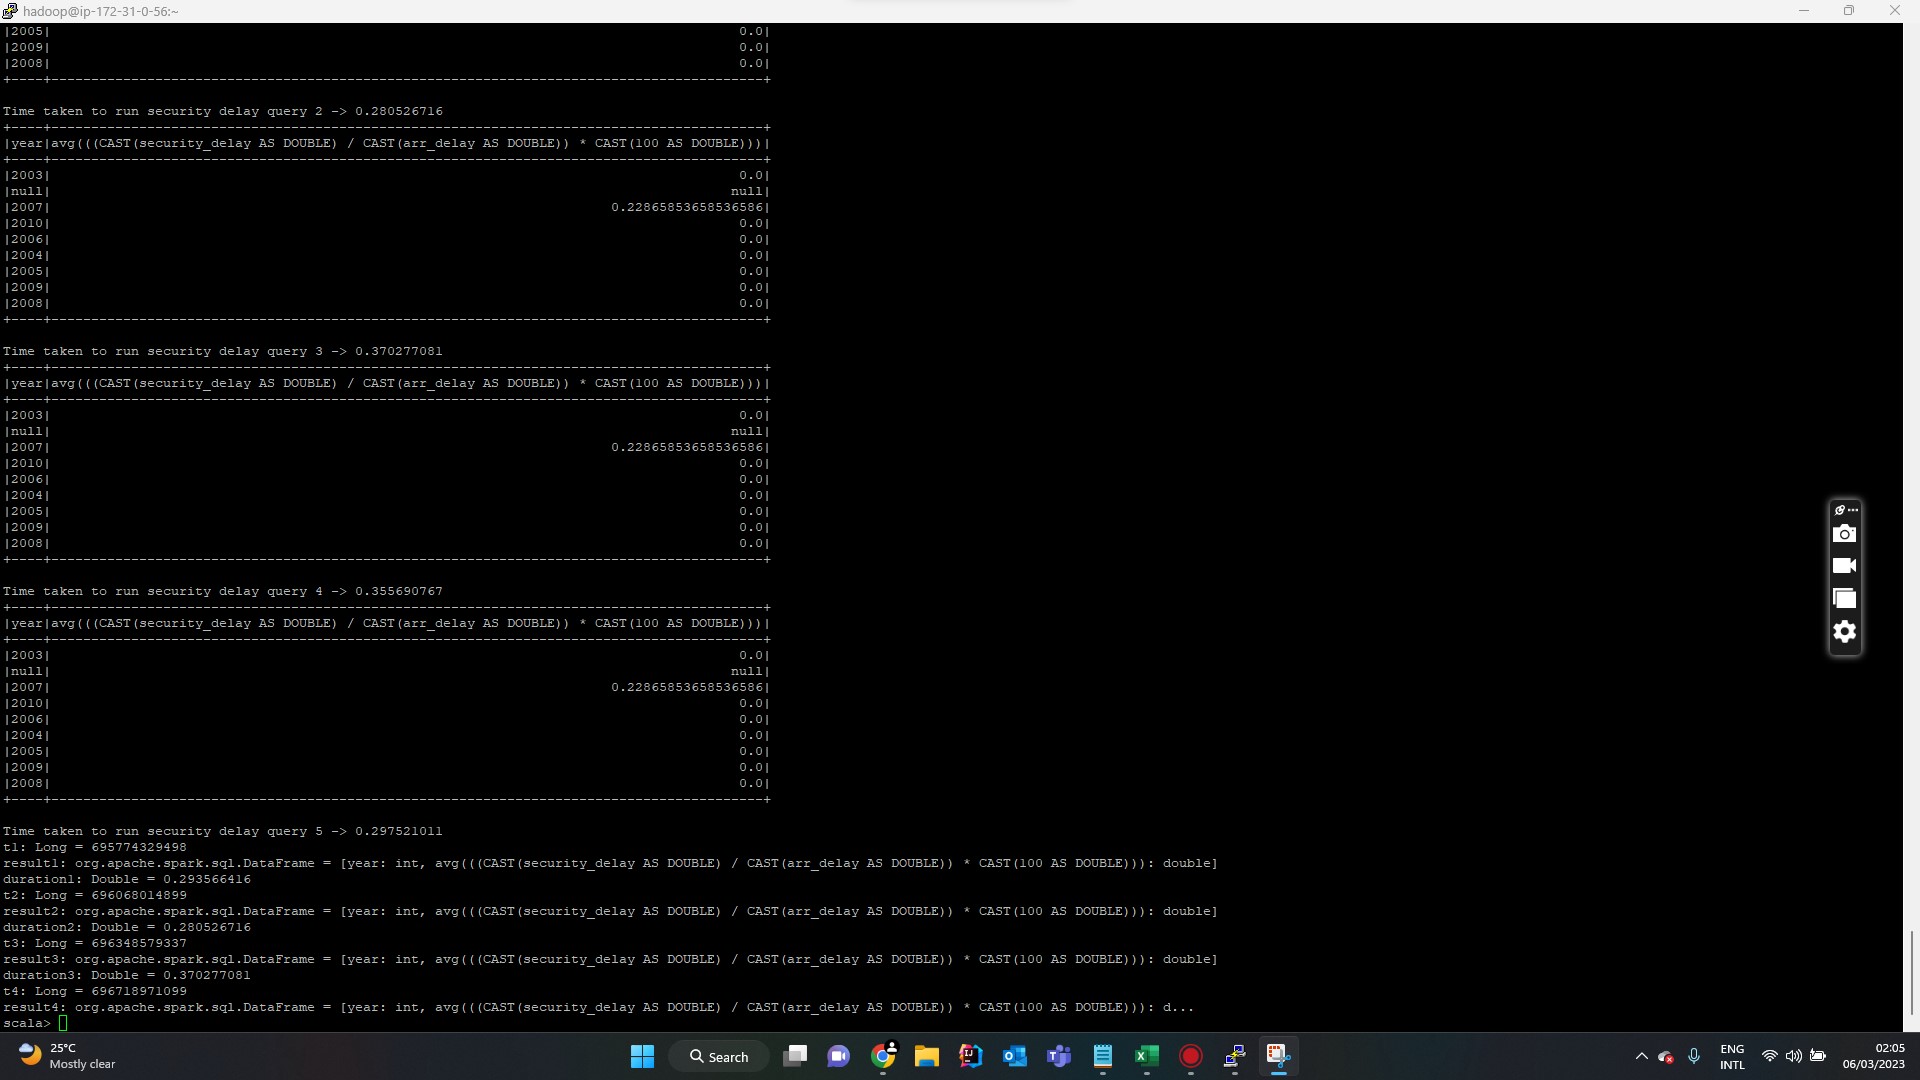 hadoop@ip-172-31-0-56:~
|2005|                                                                                      0.0|
|2009|                                                                                      0.0|
|2008|                                                                                      0.0|
+----+-----------------------------------------------------------------------------------------+
Time taken to run security delay query 2 -> 0.280526716
+----+-----------------------------------------------------------------------------------------+
|year|avg(((CAST(security_delay AS DOUBLE) / CAST(arr_delay AS DOUBLE)) * CAST(100 AS DOUBLE)))|
+----+-----------------------------------------------------------------------------------------+
|2003|                                                                                      0.0|
|null|                                                                                     null|
|2007|                                                                      0.22865853658536586|
|2010|                                                                                      0.0|
|2006|                                                                                      0.0|
|2004|                                                                                      0.0|
|2005|                                                                                      0.0|
|2009|                                                                                      0.0|
|2008|                                                                                      0.0|
+----+-----------------------------------------------------------------------------------------+
Time taken to run security delay query 3 -> 0.370277081
+----+-----------------------------------------------------------------------------------------+
|year|avg(((CAST(security_delay AS DOUBLE) / CAST(arr_delay AS DOUBLE)) * CAST(100 AS DOUBLE)))|
+----+-----------------------------------------------------------------------------------------+
|2003|                                                                                      0.0|
|null|                                                                                     null|
|2007|                                                                      0.22865853658536586|
|2010|                                                                                      0.0|
|2006|                                                                                      0.0|
|2004|                                                                                      0.0|
|2005|                                                                                      0.0|
|2009|                                                                                      0.0|
|2008|                                                                                      0.0|
+----+-----------------------------------------------------------------------------------------+
Time taken to run security delay query 4 -> 0.355690767
+----+-----------------------------------------------------------------------------------------+
|year|avg(((CAST(security_delay AS DOUBLE) / CAST(arr_delay AS DOUBLE)) * CAST(100 AS DOUBLE)))|
+----+-----------------------------------------------------------------------------------------+
|2003|                                                                                      0.0|
|null|                                                                                     null|
|2007|                                                                      0.22865853658536586|
|2010|                                                                                      0.0|
|2006|                                                                                      0.0|
|2004|                                                                                      0.0|
|2005|                                                                                      0.0|
|2009|                                                                                      0.0|
|2008|                                                                                      0.0|
+----+-----------------------------------------------------------------------------------------+
Time taken to run security delay query 5 -> 0.297521011
t1: Long = 695774329498
result1: org.apache.spark.sql.DataFrame = [year: int, avg(((CAST(security_delay AS DOUBLE) / CAST(arr_delay AS DOUBLE)) * CAST(100 AS DOUBLE))): double]
duration1: Double = 0.293566416
t2: Long = 696068014899
result2: org.apache.spark.sql.DataFrame = [year: int, avg(((CAST(security_delay AS DOUBLE) / CAST(arr_delay AS DOUBLE)) * CAST(100 AS DOUBLE))): double]
duration2: Double = 0.280526716
t3: Long = 696348579337
result3: org.apache.spark.sql.DataFrame = [year: int, avg(((CAST(security_delay AS DOUBLE) / CAST(arr_delay AS DOUBLE)) * CAST(100 AS DOUBLE))): double]
duration3: Double = 0.370277081
t4: Long = 696718971099
result4: org.apache.spark.sql.DataFrame = [year: int, avg(((CAST(security_delay AS DOUBLE) / CAST(arr_delay AS DOUBLE)) * CAST(100 AS DOUBLE))): d...
scala>
25°C
Mostly clear
Search
ENG
INTL
02:05
06/03/2023